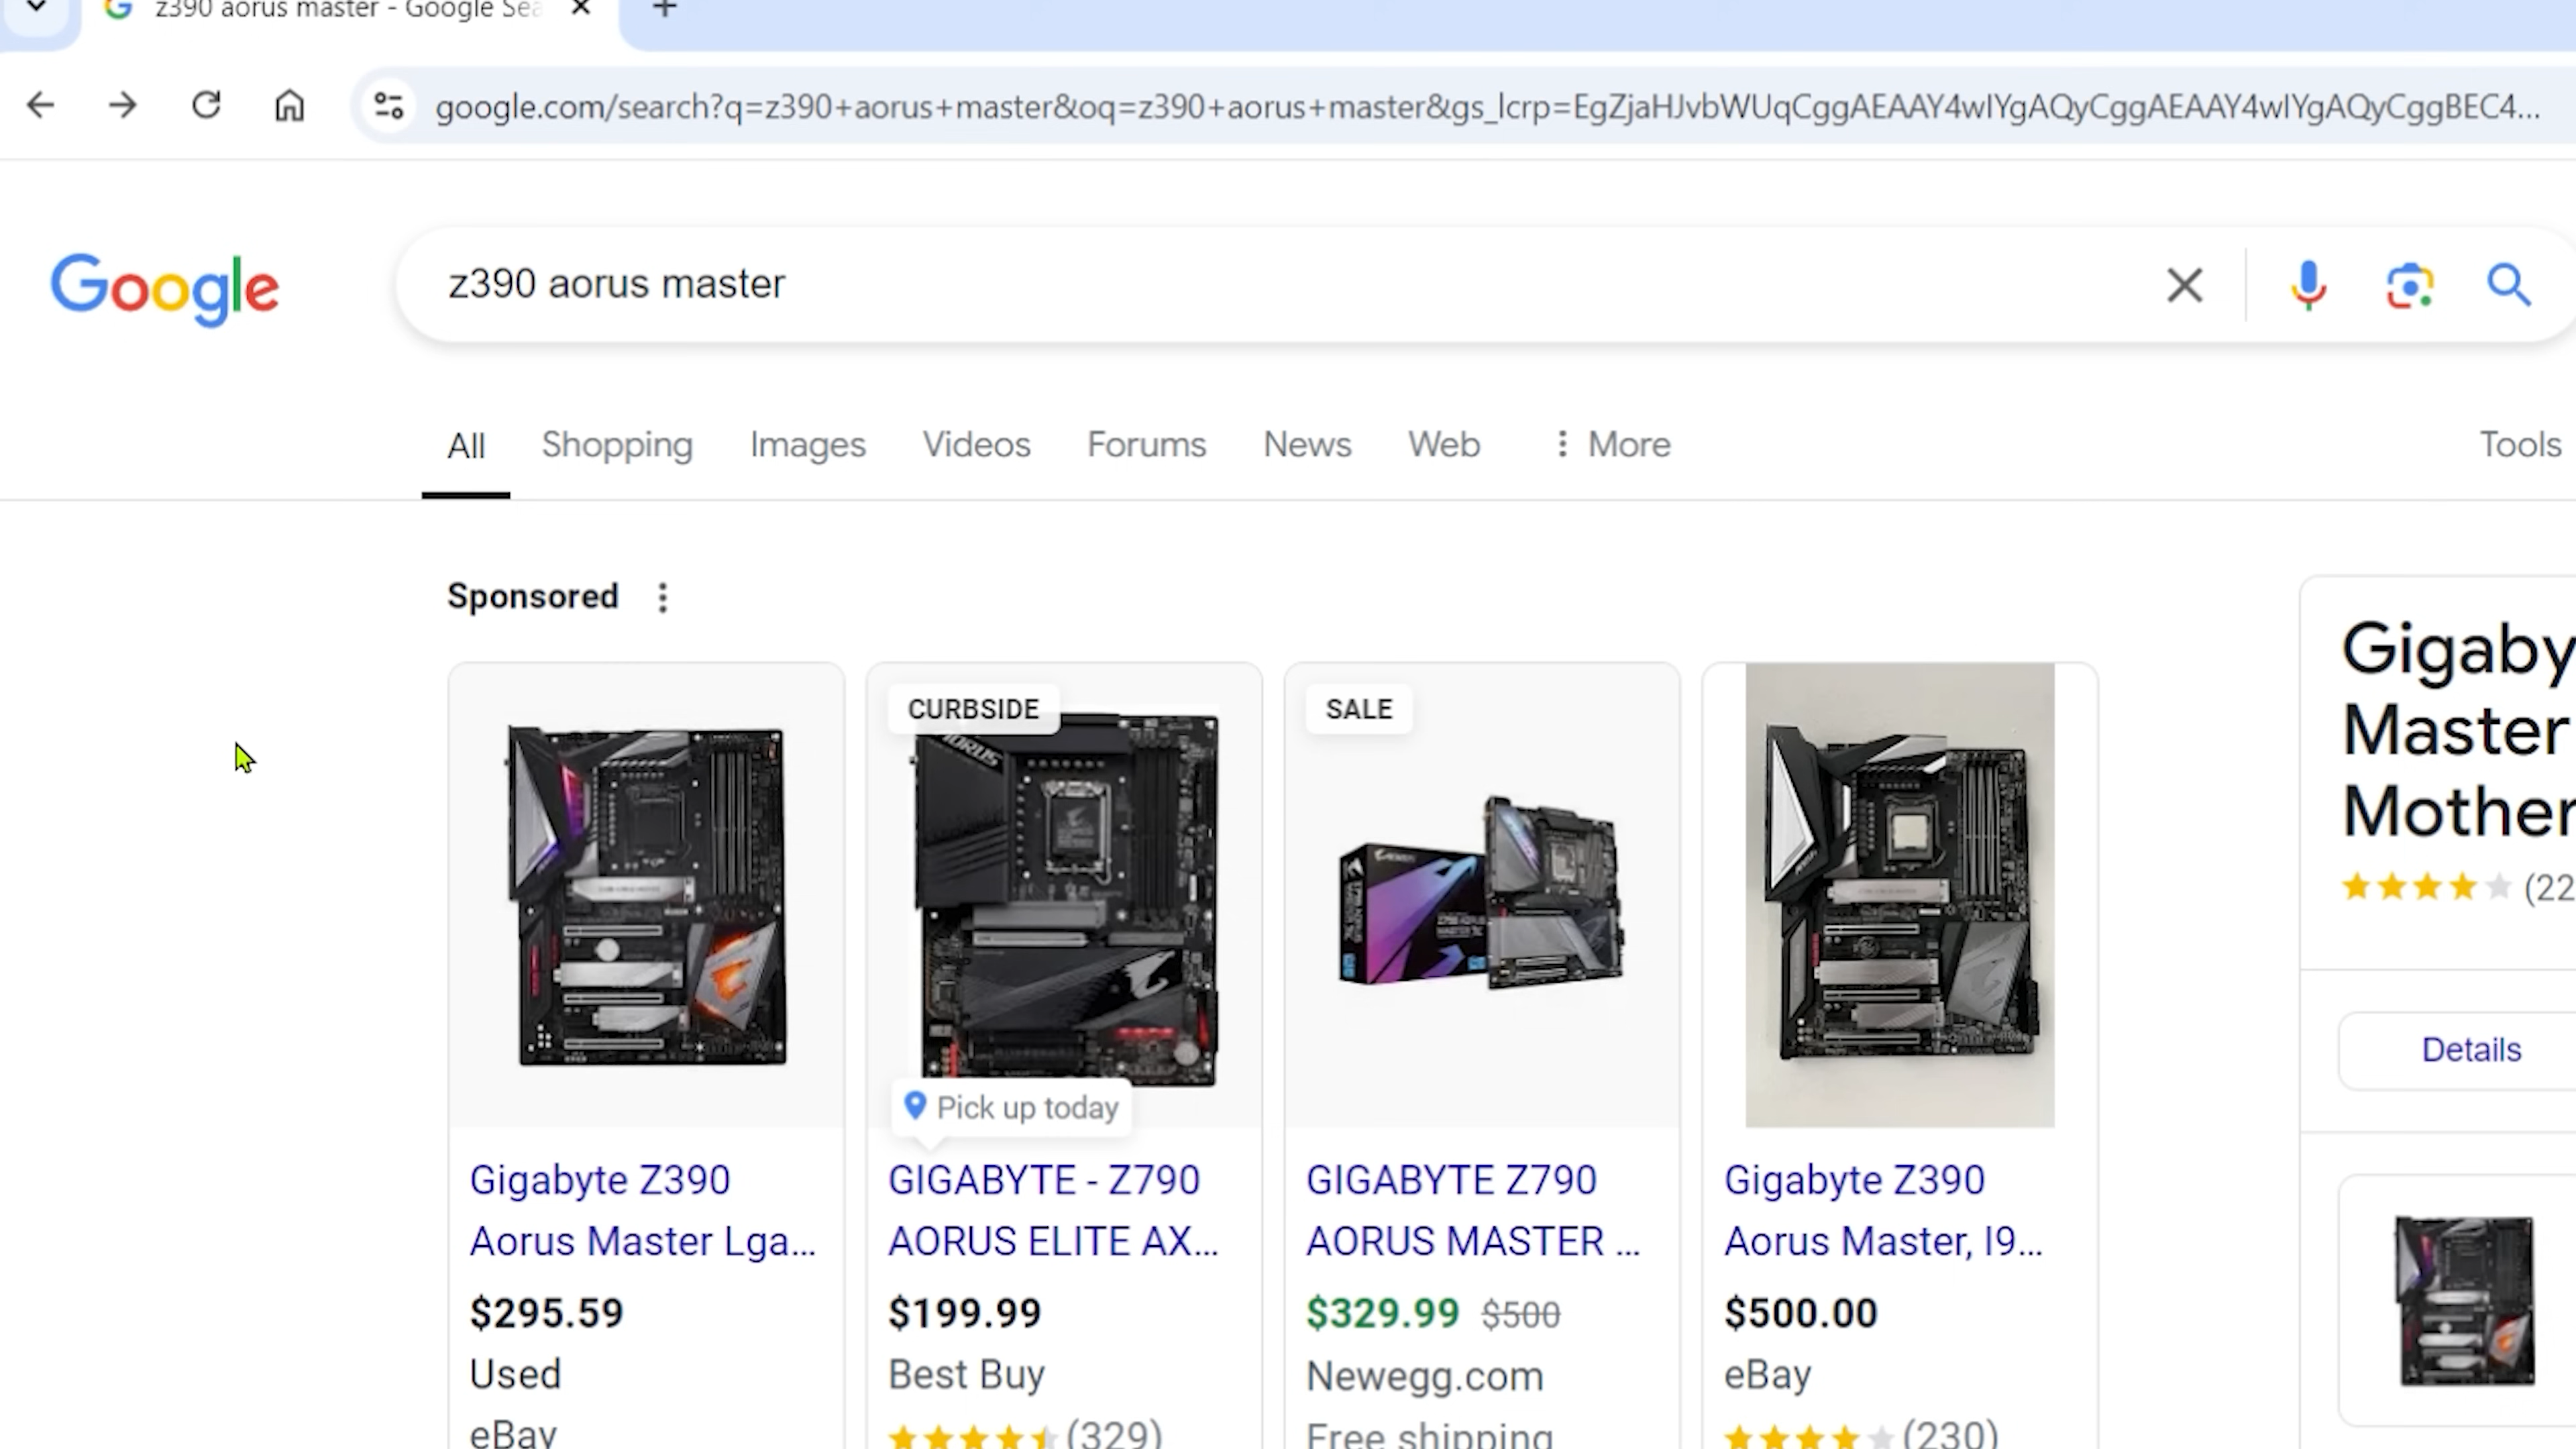 z390 aorus master - Google Sea
google.com/search?q=z390+aorus+master&oq=z390+aorus+master&gs_lcrp=EgZjaHJvbWUqCggAEAAY4wIYgAQyCggAEAAY4wIYgAQyCggBEC4...
Google
z390 aorus master
All Shopping Images Videos Forums News Web More Tools
Sponsored
CURBSIDE
SALE
AORUS
Pick up today
Gigabyte Z390
Aorus Master Lga...
$295.59
Used
eBay
GIGABYTE - Z790
AORUS ELITE AX...
$199.99
Best Buy
(329)
GIGABYTE Z790
AORUS MASTER ...
$329.99 $500
Newegg.com
Free shipping
Gigabyte Z390
Aorus Master, I9...
$500.00
eBay
(230)
Gigaby
Master
Mother
(22
Details